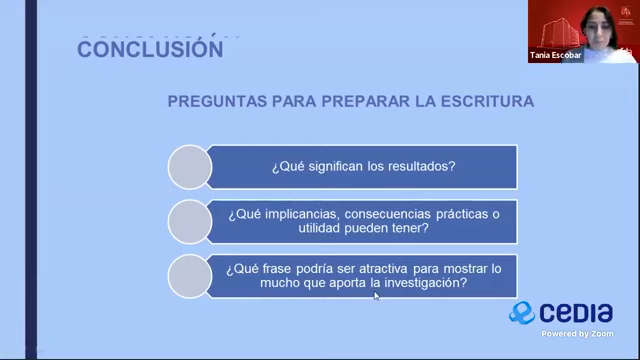 CONCLUSIÓN
PREGUNTAS PARA PREPARAR LA ESCRITURA
¿Qué significan los resultados?
¿Qué implicancias, consecuencias prácticas o
utilidad pueden tener?
¿Qué frase podría ser atractiva para mostrar lo
mucho que aporta la investigación?
Tania Escobar
cedia
Powered by Zoom